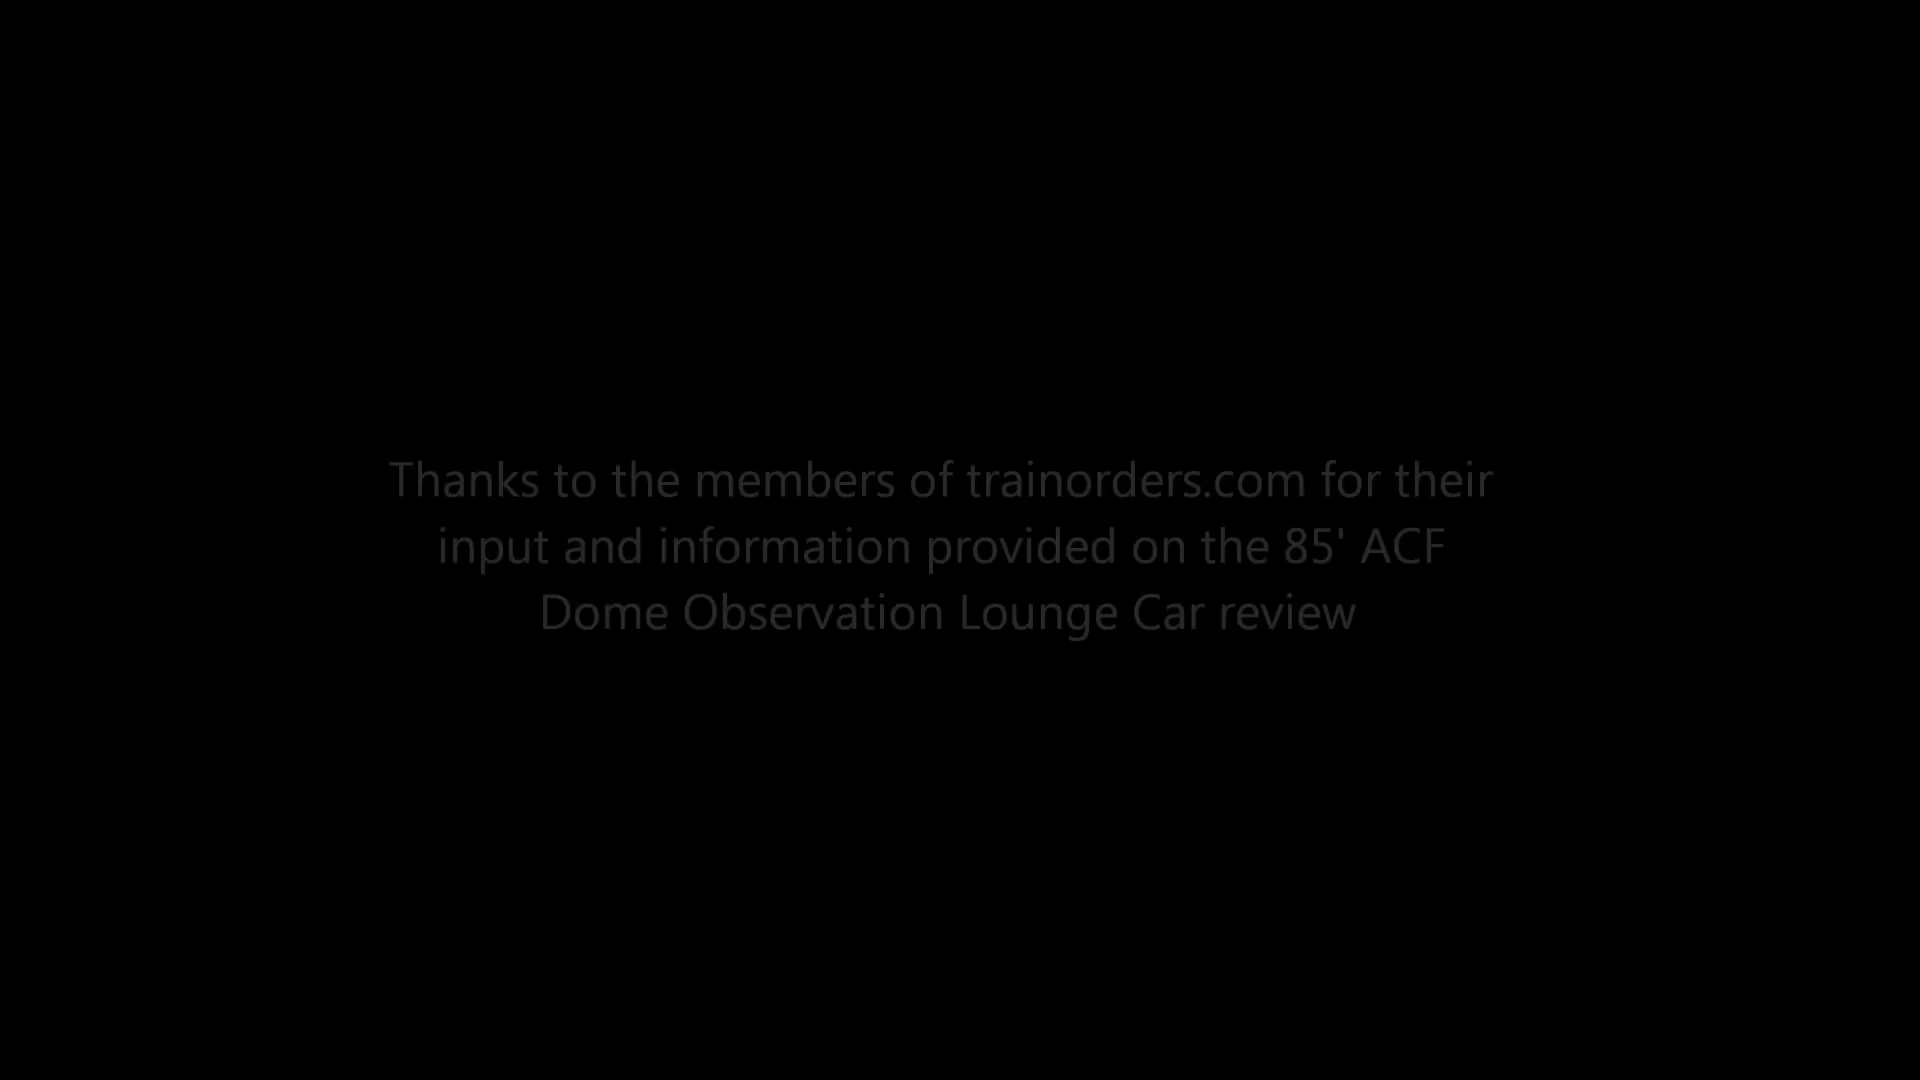 Thanks to the members of trainorders.com for their
input and information provided on the 85' ACF
Dome Observation Lounge Car review